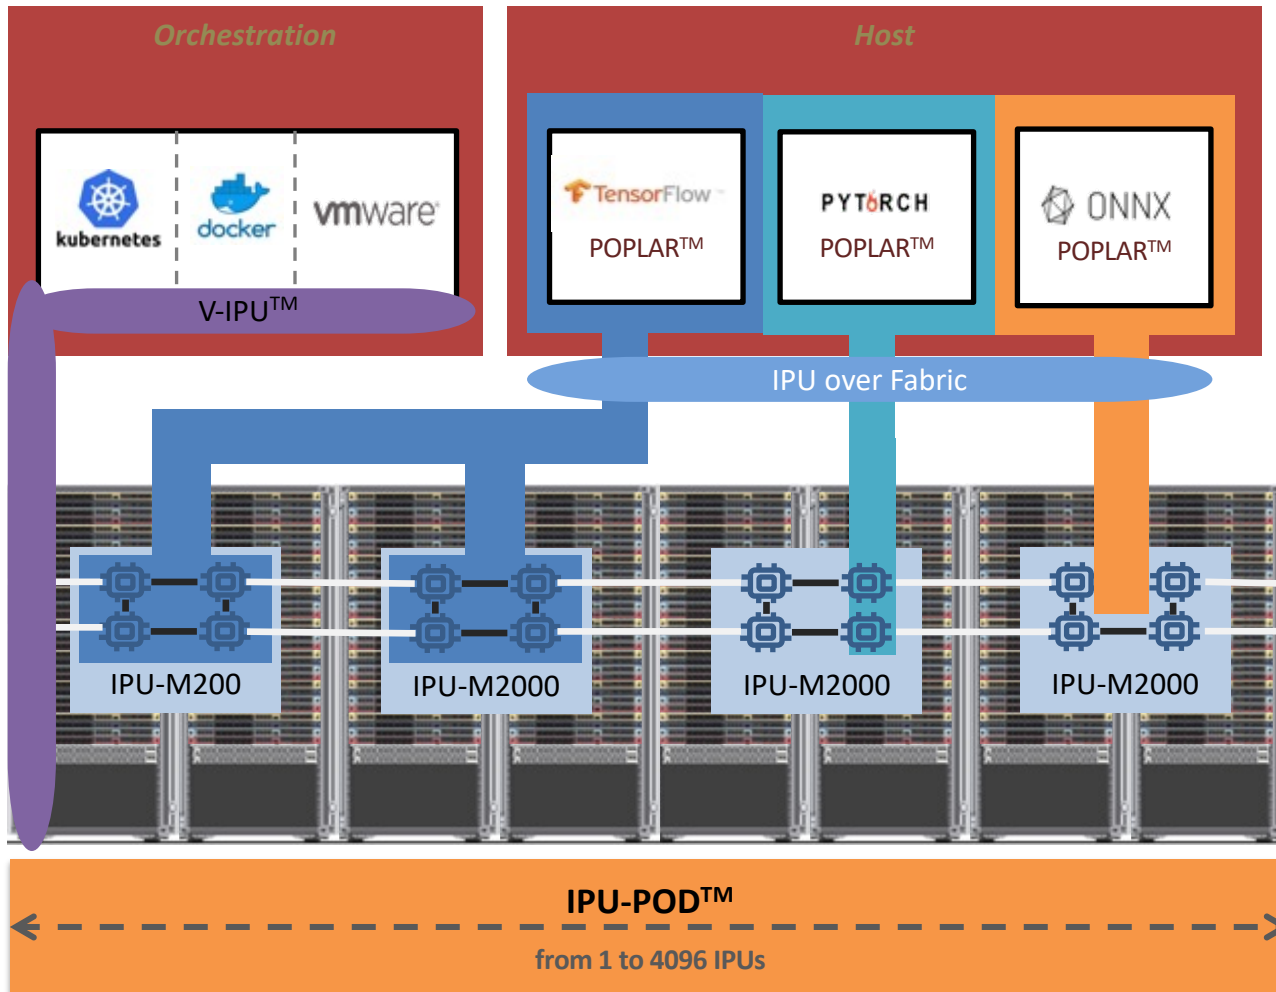 Orchestration
Host
kubernetes
docker
vmware®
TensorFlow™
POPLAR™
PYTORCH
POPLAR™
ONNX
POPLAR™
V-IPU™
IPU over Fabric
IPU-M200
IPU-M2000
IPU-M2000
IPU-M2000
IPU-POD™
from 1 to 4096 IPUs